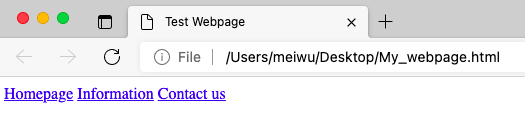 Test Webpage
File | /Users/meiwu/Desktop/My_webpage.html
Homepage Information Contact us